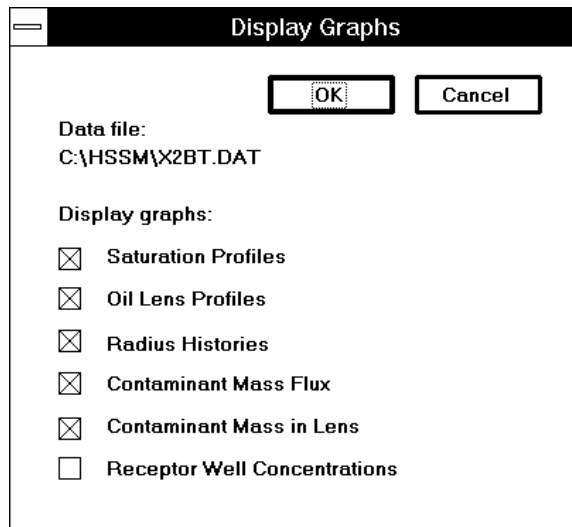 Display Graphs
OK Cancel
Data file:
C:\HSSM\X2BT.DAT
Display graphs:
Saturation Profiles
Oil Lens Profiles
Radius Histories
Contaminant Mass Flux
Contaminant Mass in Lens
Receptor Well Concentrations